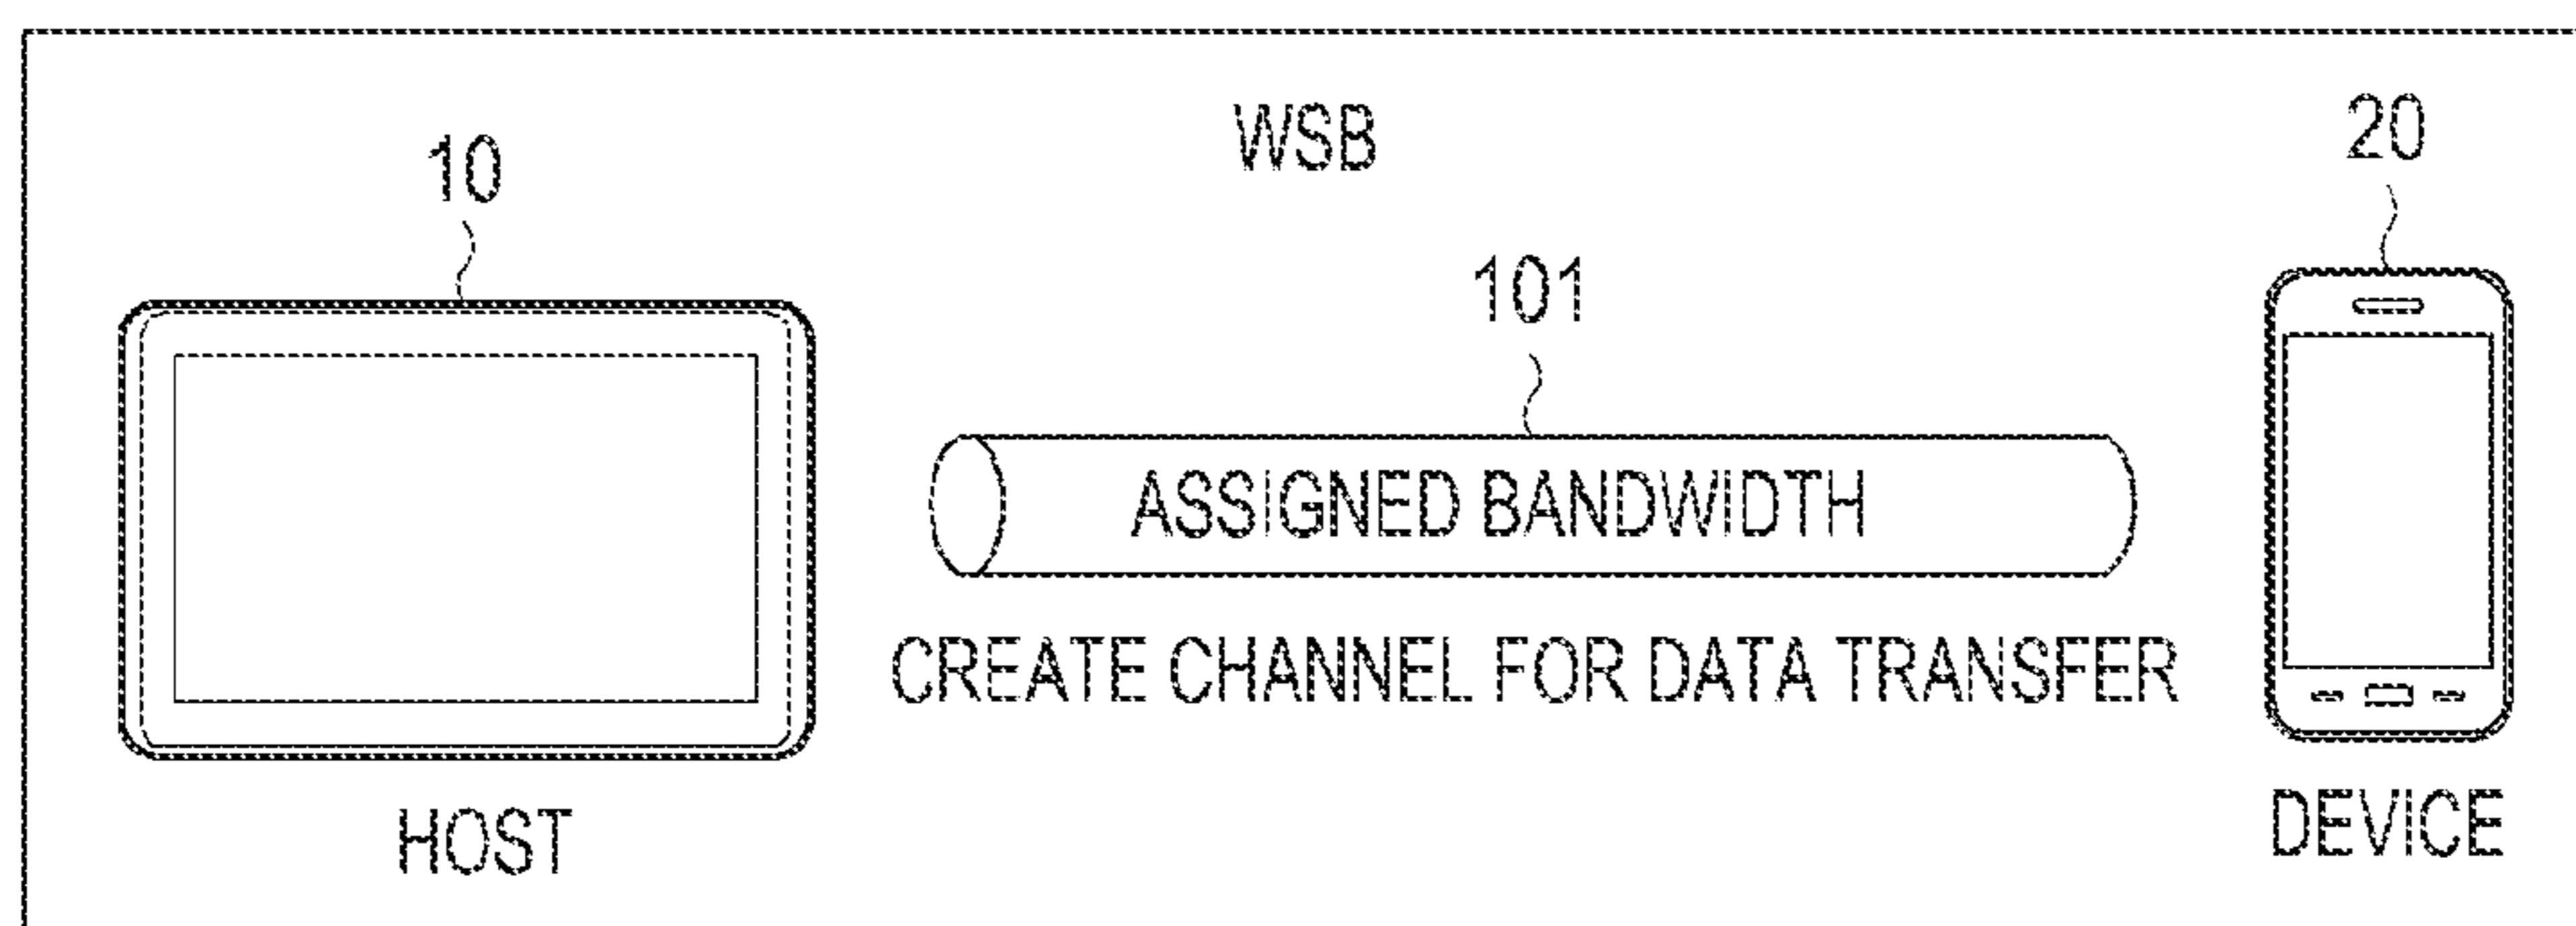 WSB
10
20
101
ASSIGNED BANDWIDTH
CREATE CHANNEL FOR DATA TRANSFER
HOST
DEVICE